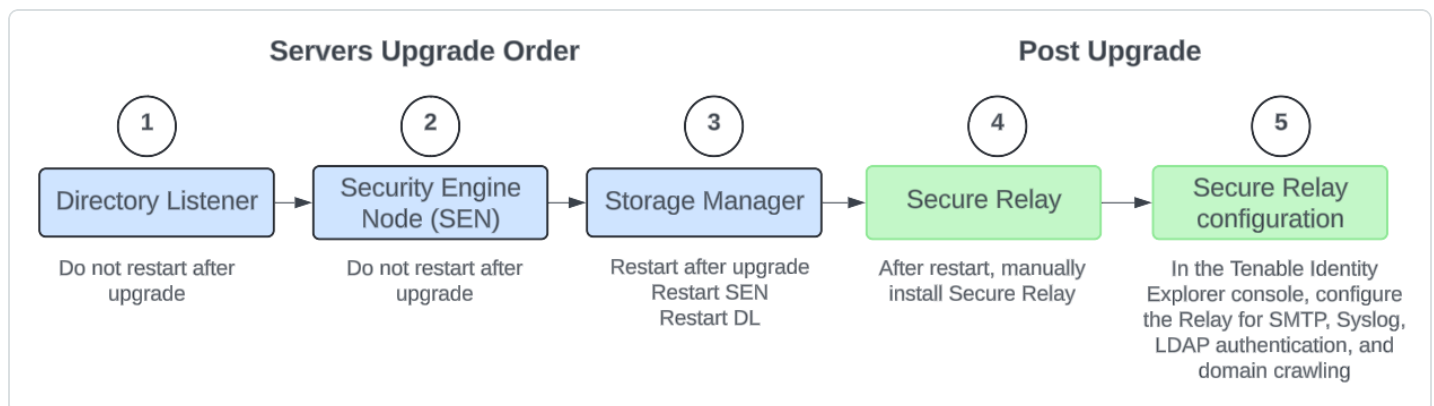 Servers Upgrade Order
Post Upgrade
1
2
3
4
5
Directory Listener
Security Engine
Node (SEN)
Storage Manager
Secure Relay
Secure Relay
configuration
Do not restart after
upgrade
Do not restart after
upgrade
Restart after upgrade
Restart SEN
Restart DL
After restart, manually
install Secure Relay
In the Tenable Identity
Explorer console, configure
the Relay for SMTP, Syslog,
LDAP authentication, and
domain crawling